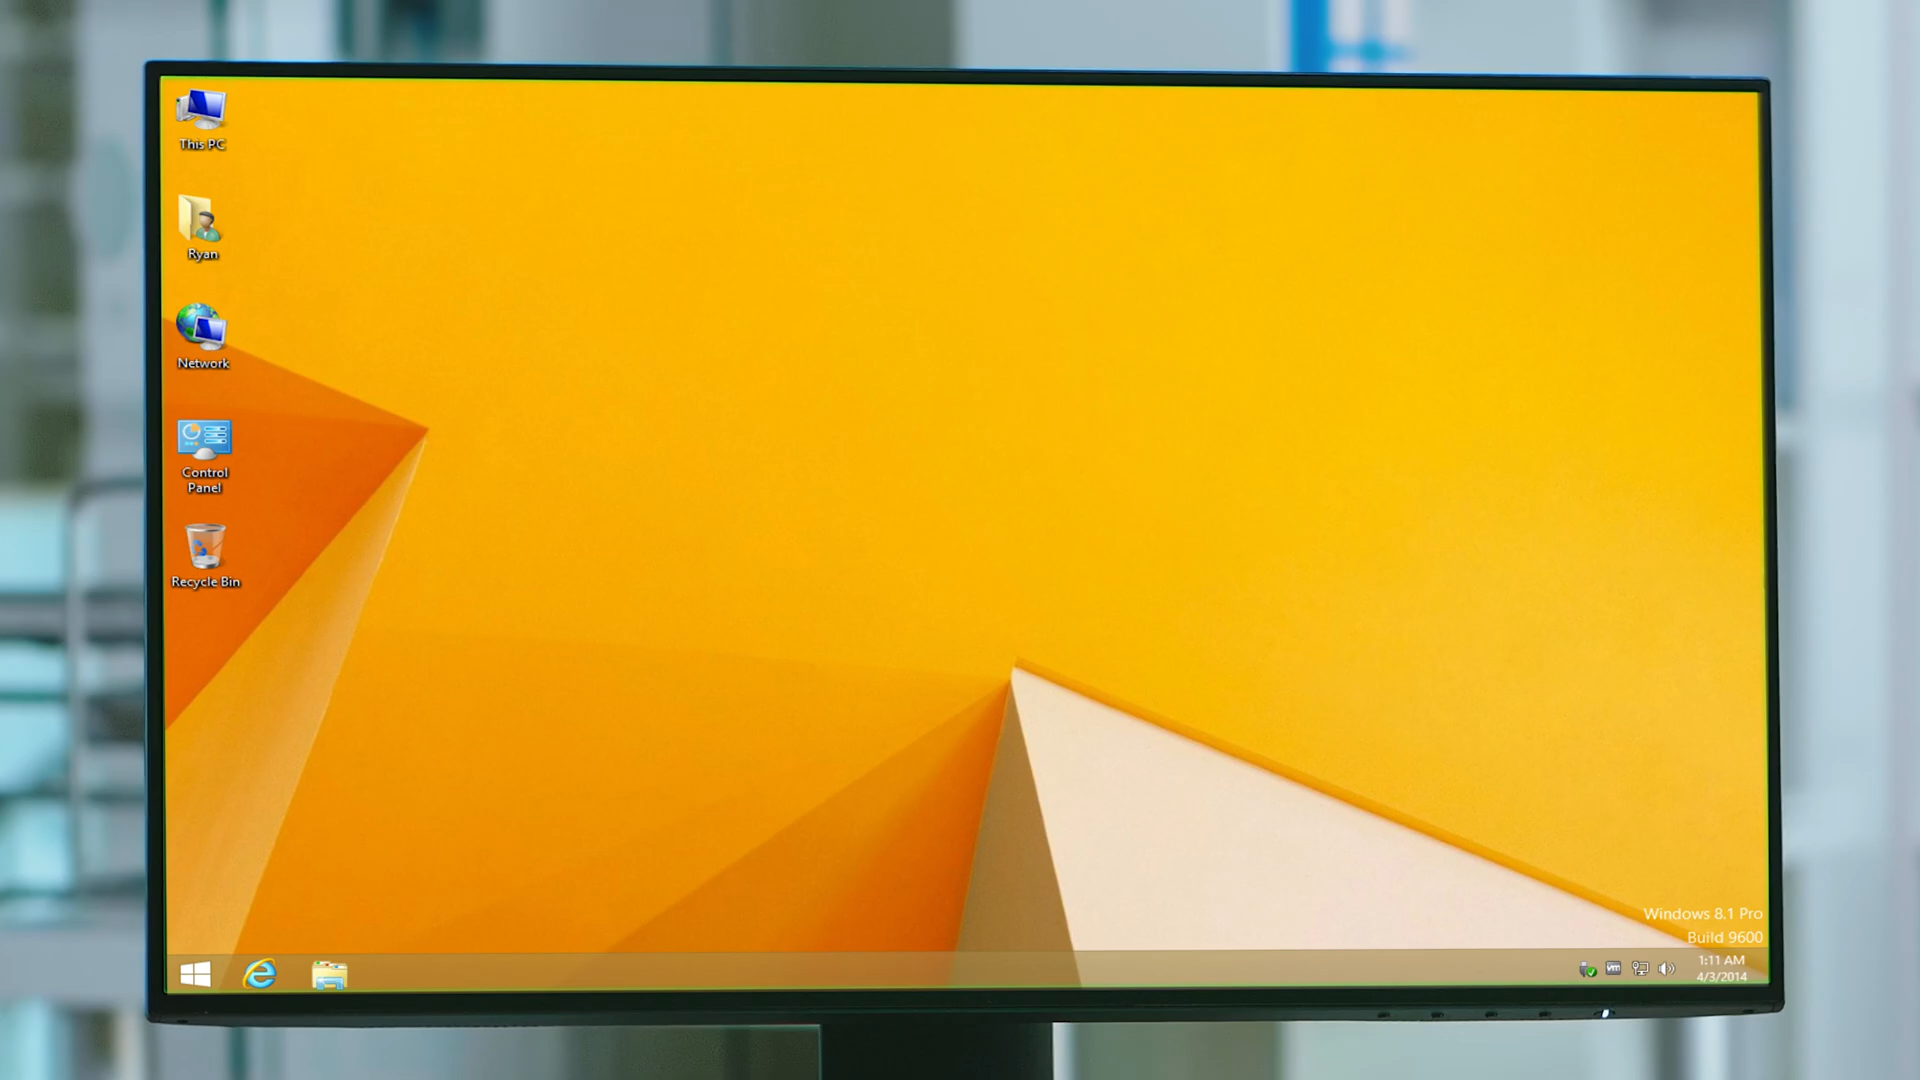 This PC
Ryan
Network
Control
Panel
Recycle Bin
Windows 8.1 Pro
Build 9600
1:11 AM
4/3/2014